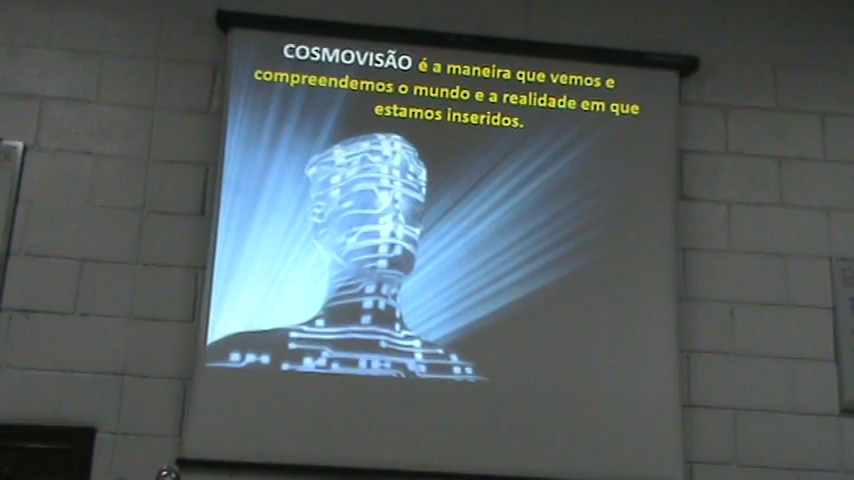 COSMOVISÃO é a maneira que vemos e
compreendemos o mundo e a realidade em que
estamos inseridos.